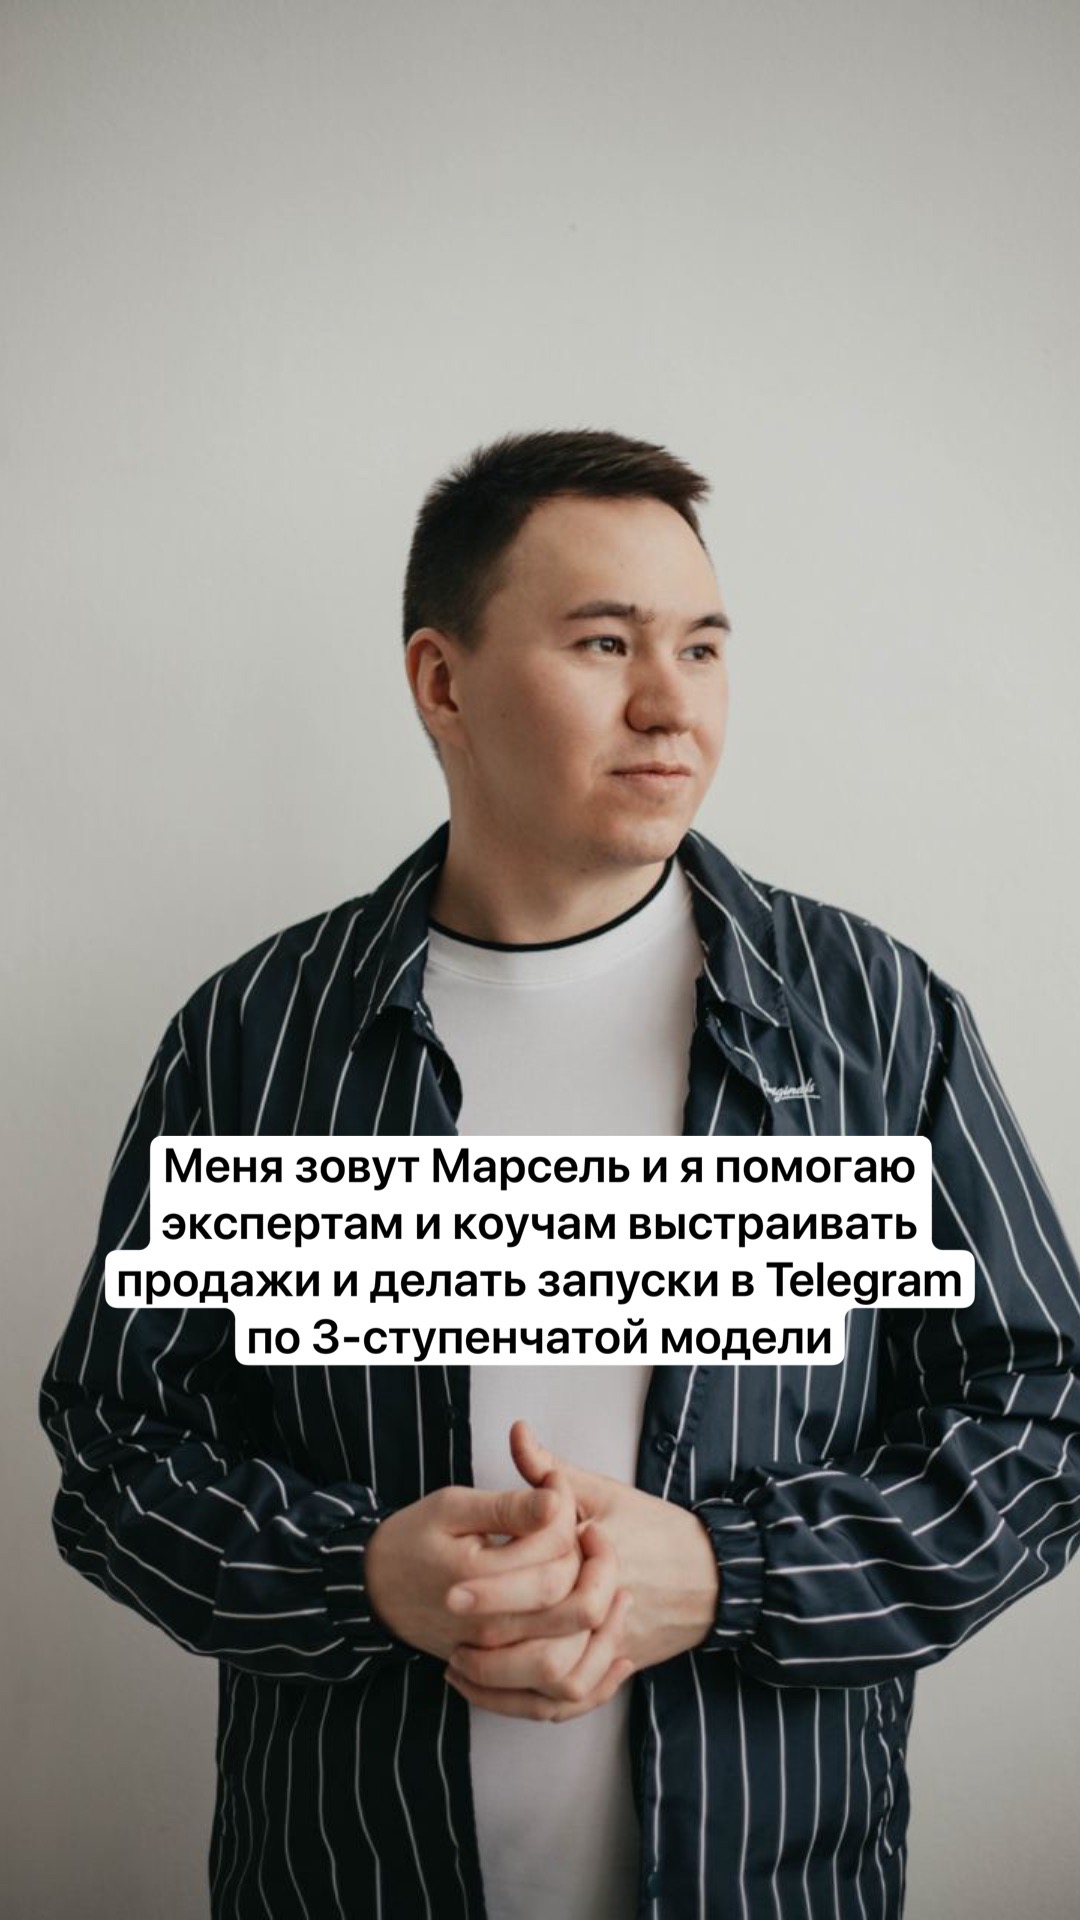 Originals
Меня зовут Марсель и я помогаю
экспертам и коучам выстраивать
продажи и делать запуски в Telegram
по 3-ступенчатой модели